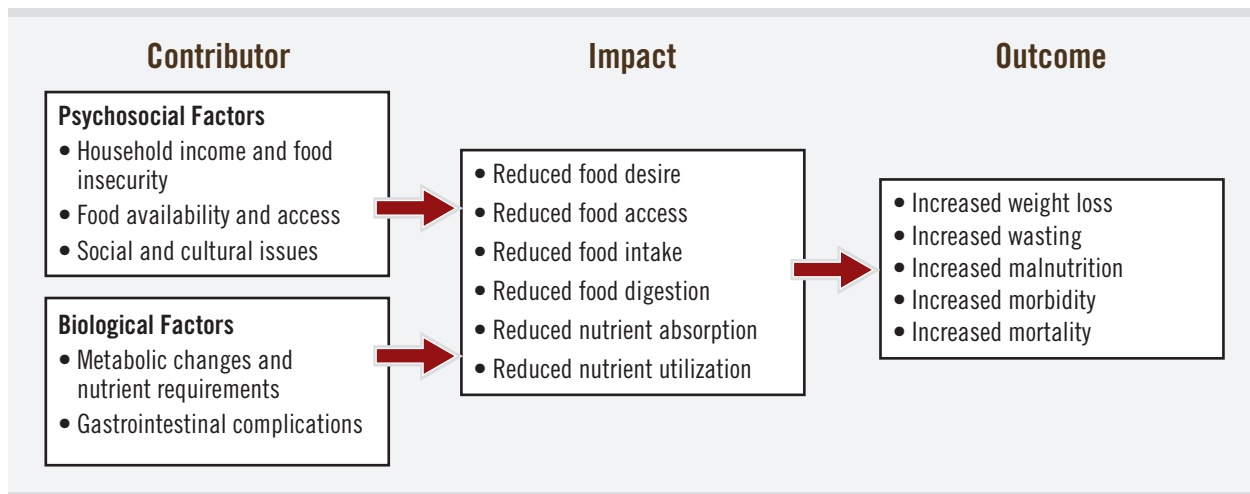 Contributor
Impact
Outcome
Psychosocial Factors
• Household income and food
insecurity
• Food availability and access
• Social and cultural issues
Biological Factors
• Metabolic changes and
nutrient requirements
• Gastrointestinal complications
• Reduced food desire
• Reduced food access
• Reduced food intake
• Reduced food digestion
• Reduced nutrient absorption
• Reduced nutrient utilization
• Increased weight loss
• Increased wasting
• Increased malnutrition
• Increased morbidity
• Increased mortality